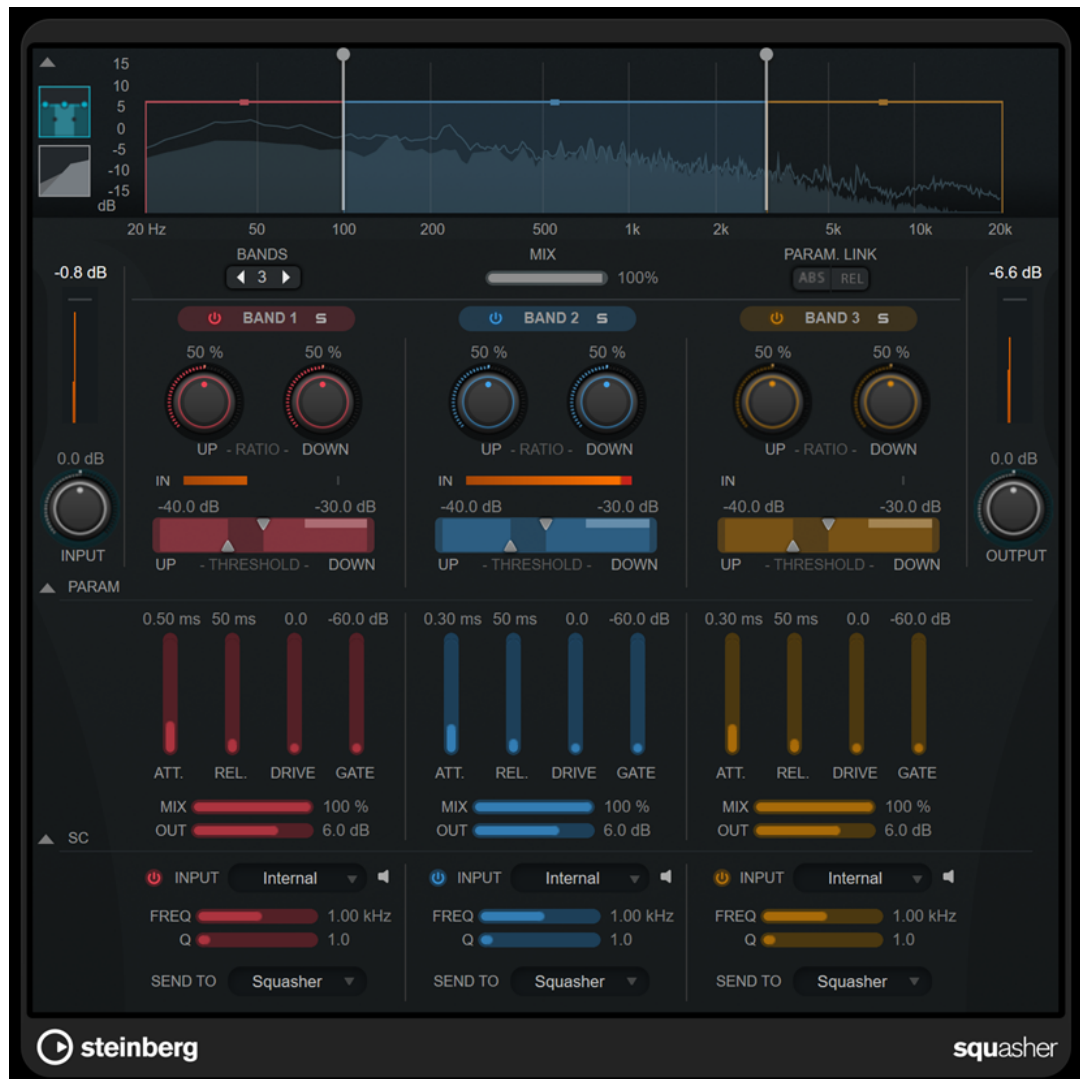 15
10
5
0
-5
-10
-15
dB
20 Hz 50 100 200 500 1k 2k 5k 10k 20k
BANDS MIX PARAM. LINK
-0.8 dB 3 100% ABS REL -6.6 dB
BAND 1 S BAND 2 S BAND 3 S
50 % 50 % 50 % 50 % 50 % 50 %
UP - RATIO - DOWN UP - RATIO - DOWN UP - RATIO - DOWN
0.0 dB 0.0 dB
IN IN IN
-40.0 dB -30.0 dB -40.0 dB -30.0 dB -40.0 dB -30.0 dB
INPUT OUTPUT
UP - THRESHOLD - DOWN UP - THRESHOLD - DOWN UP - THRESHOLD - DOWN
PARAM
0.50 ms 50 ms 0.0 -60.0 dB 0.30 ms 50 ms 0.0 -60.0 dB 0.30 ms 50 ms 0.0 -60.0 dB
ATT. REL. DRIVE GATE ATT. REL. DRIVE GATE ATT. REL. DRIVE GATE
MIX 100 % MIX 100 % MIX 100 %
OUT 6.0 dB OUT 6.0 dB OUT 6.0 dB
SC
INPUT Internal INPUT Internal INPUT Internal
FREQ 1.00 kHz FREQ 1.00 kHz FREQ 1.00 kHz
Q 1.0 Q 1.0 Q 1.0
SEND TO Squasher SEND TO Squasher SEND TO Squasher
steinberg squasher